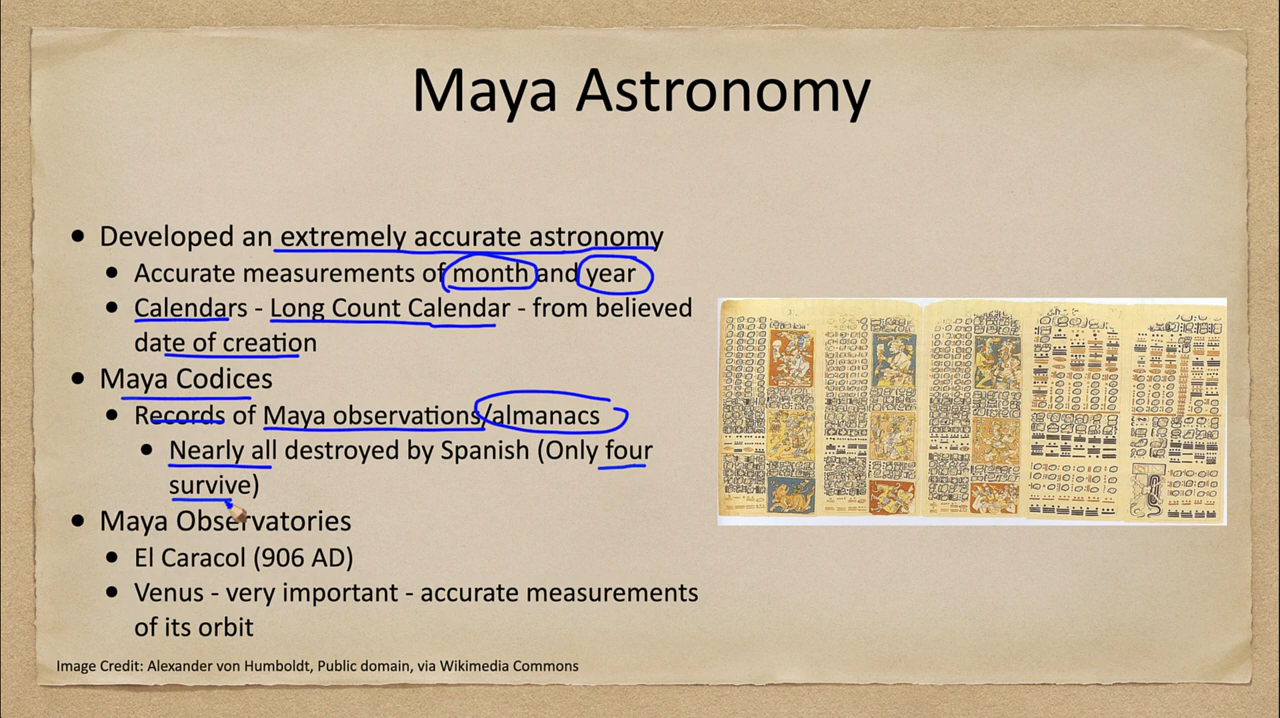 Maya Astronomy
• Developed an extremely accurate astronomy
• Accurate measurements of month and year
• Calendars - Long Count Calendar - from believed
date of creation
• Maya Codices
• Records of Maya observations/almanacs
• Nearly all destroyed by Spanish (Only four
survive)
• Maya Observatories
• El Caracol (906 AD)
• Venus - very important - accurate measurements
of its orbit
Image Credit: Alexander von Humboldt, Public domain, via Wikimedia Commons